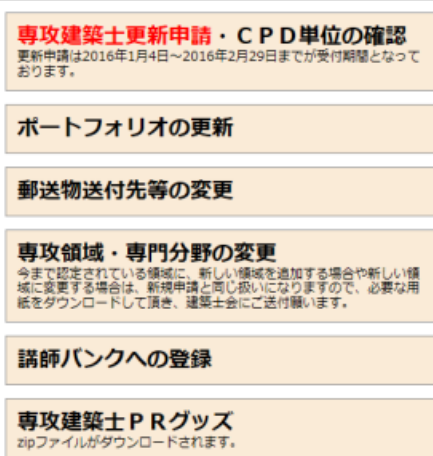 専攻建築士更新申請・ＣＰＤ単位の確認
更新申請は2016年1月4日～2016年2月29日までが受付期間となって
おります。
ポートフォリオの更新
郵送物送付先等の変更
専攻領域・専門分野の変更
今まで認定されている領域に、新しい領域を追加する場合や新しい領
域に変更する場合は、新規申請と同じ扱いになりますので、必要な用
紙をダウンロードして頂き、建築士会にご送付願います。
講師バンクへの登録
専攻建築士ＰＲグッズ
zipファイルがダウンロードされます。